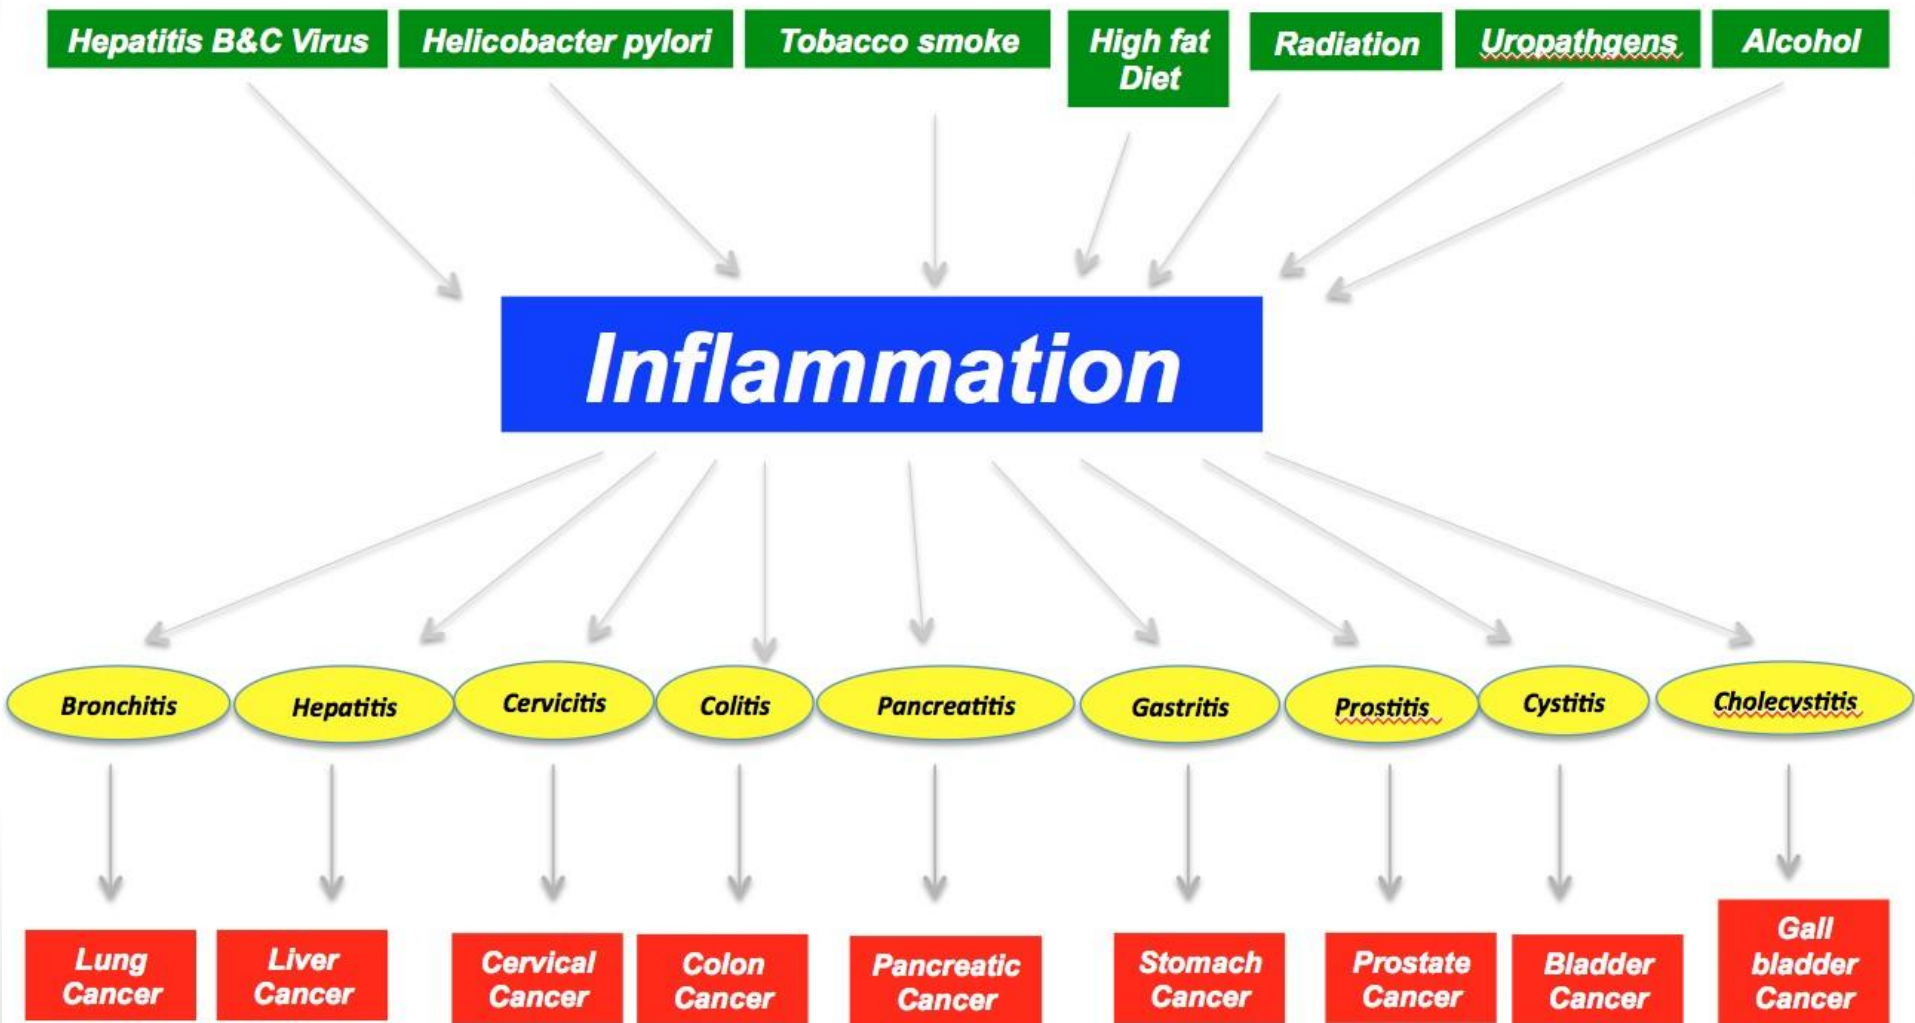 Hepatitis B&C Virus
Helicobacter pylori
Tobacco smoke
High fat
Diet
Radiation
Uropathgens
Alcohol
Inflammation
Bronchitis
Hepatitis
Cervicitis
Colitis
Pancreatitis
Gastritis
Prostitis
Cystitis
Cholecystitis
Lung
Cancer
Liver
Cancer
Cervical
Cancer
Colon
Cancer
Pancreatic
Cancer
Stomach
Cancer
Prostate
Cancer
Bladder
Cancer
Gall
bladder
Cancer